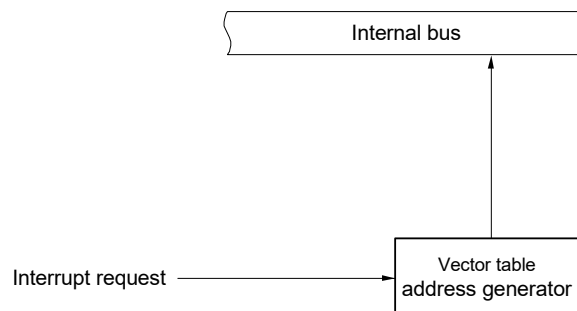 Internal bus
Interrupt request
Vector table
address generator